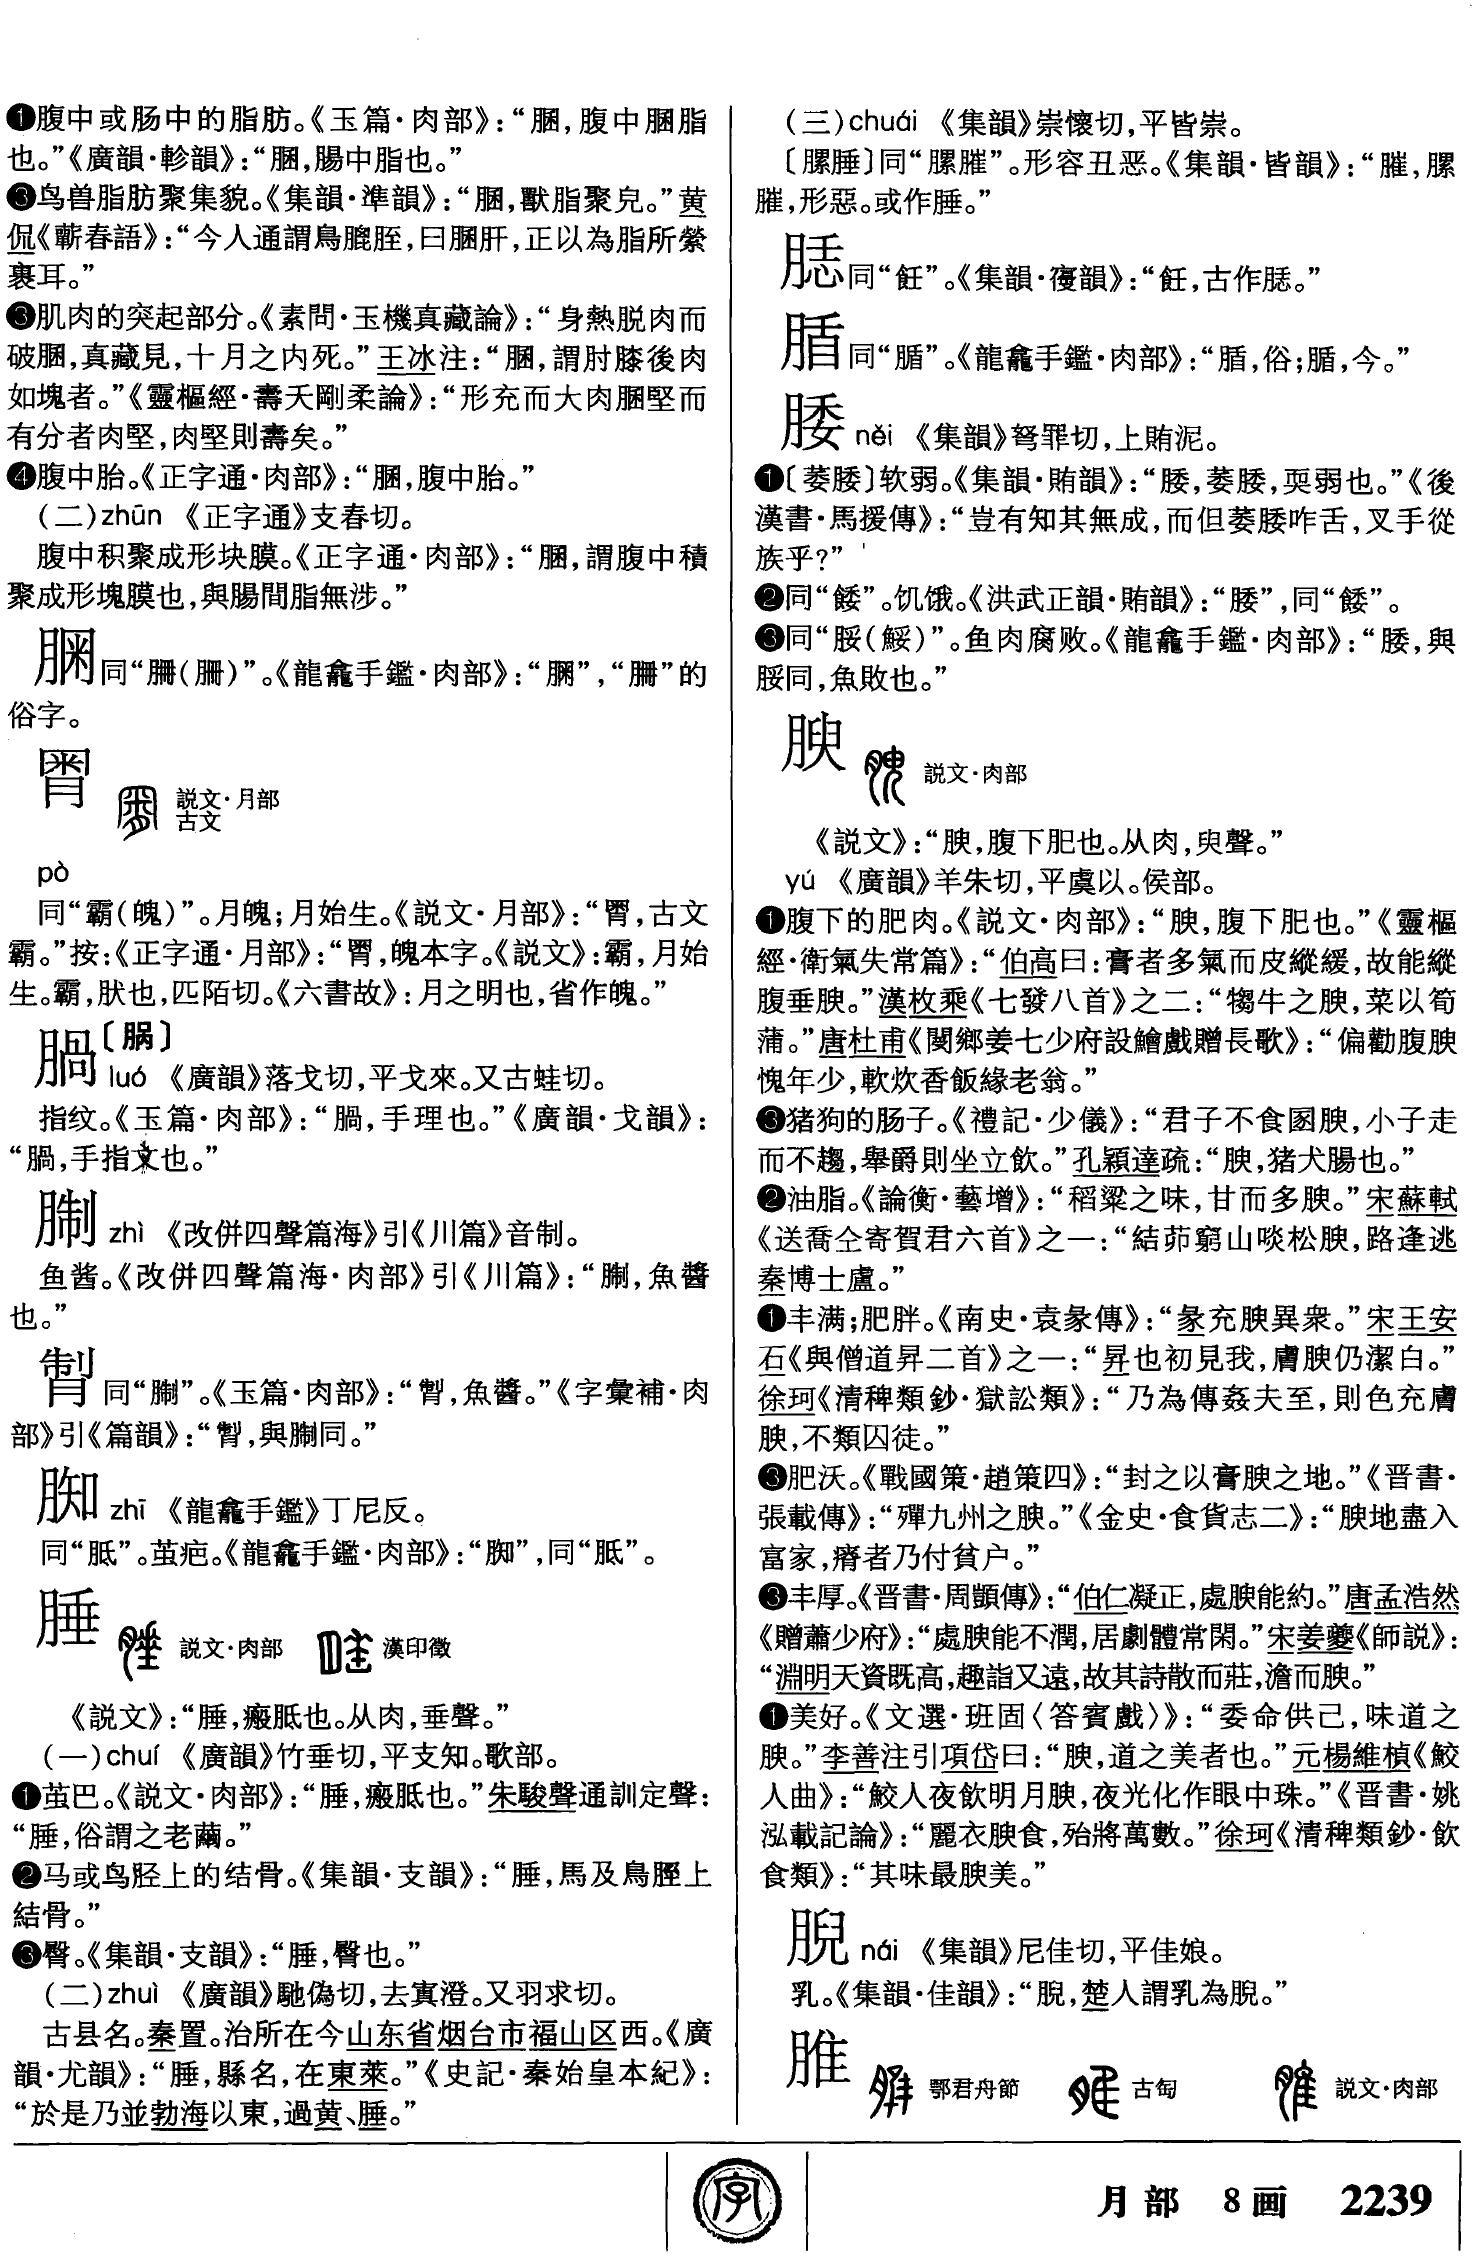 ❶腹中或肠中的脂肪。《玉篇·肉部》：“䐃，腹中䐃脂
也。”《廣韻·軫韻》：“䐃，腸中脂也。”
❸鸟兽脂肪聚集貌。《集韻·準韻》：“䐃，獸脂聚皃。”黄
侃《蘄春語》：“今人通謂鳥膍胵，曰䐃肝，正以為脂所縈
裹耳。”
❸肌肉的突起部分。《素問·玉機真藏論》：“身熱脱肉而
破䐃，真藏見，十月之内死。”王冰注：“䐃，謂肘膝後肉
如塊者。”《靈樞經·壽夭剛柔論》：“形充而大肉䐃堅而
有分者肉堅，肉堅則壽矣。”
❹腹中胎。《正字通·肉部》：“䐃，腹中胎。”
(二)zhūn 《正字通》支春切。
腹中积聚成形块膜。《正字通·肉部》：“䐃，謂腹中積
聚成形塊膜也，與腸間脂無涉。”
同“𦙱(𦙱)”。《龍龕手鑑·肉部》：
俗字。
説文·月部
古文
pò
同“霸(魄)”。月魄；月始生。《説文·月部》：“𦜳，古文
霸。”按：《正字通·月部》：“𦜳，魄本字。《説文》：霸，月始
生。霸，肰也，匹陌切。《六書故》：月之明也，省作魄。”
腡〔脶〕
luó 《廣韻》落戈切，平戈來。又古蛙切。
指纹。《玉篇·肉部》：“腡，手理也。”《廣韻·戈韻》：
“腡，手指文也。”
zhì 《改併四聲篇海》引《川篇》音制。
鱼酱。《改併四聲篇海·肉部》引《川篇》：“，魚醬
也。”
同“”。《玉篇·肉部》：“，魚醬。”《字彙補·肉
部》引《篇韻》：“，與同。”
zhī 《龍龕手鑑》丁尼反。
同“胝”。茧疤。《龍龕手鑑·肉部》：“”，同“胝”。
腄 説文·肉部 漢印徵
《説文》：“腄，瘢胝也。从肉，垂聲。”
(一)chuí 《廣韻》竹垂切，平支知。歌部。
❶茧巴。《説文·肉部》：“腄，瘢胝也。”朱駿聲通訓定聲：
“腄，俗謂之老繭。”
❷马或鸟胫上的结骨。《集韻·支韻》：“腄，馬及鳥脛上
結骨。”
❸臀。《集韻·支韻》：“腄，臀也。”
(二)zhuì 《廣韻》馳偽切，去寘澄。又羽求切。
古县名。秦置。治所在今山东省烟台市福山区西。《廣
韻·尤韻》：“腄，縣名，在東萊。”《史記·秦始皇本紀》：
“於是乃並勃海以東，過黄、腄。”
(三)chuái 《集韻》崇懷切，平皆崇。
〔膗腄〕同“膗”。形容丑恶。《集韻·皆韻》：“膗，
膗，形惡。或作腄。”
同“飪”。《集韻·𡪢韻》：“飪，古作。”
腯同“腯”。《龍龕手鑑·肉部》：“腯，俗；腯，今。”
腇 něi 《集韻》弩罪切，上賄泥。
❶〔萎腇〕软弱。《集韻·賄韻》：“腇，萎腇，耎弱也。”《後
漢書·馬援傳》：“豈有知其無成，而但萎腇咋舌，叉手從
族乎?”
❷同“餧”。饥饿。《洪武正韻·賄韻》：“腇”，同“餧”。
❸同“脮(鮾)”。鱼肉腐败。《龍龕手鑑·肉部》：“腇，與
脮同，魚敗也。”
腴 説文·肉部
《説文》：“腴，腹下肥也。从肉，臾聲。”
yú 《廣韻》羊朱切，平虞以。侯部。
❶腹下的肥肉。《説文·肉部》：“腴，腹下肥也。”《靈樞
經·衛氣失常篇》：“伯高曰：膏者多氣而皮縱緩，故能縱
腹垂腴。”漢枚乘《七發八首》之二：“犓牛之腴，菜以筍
蒲。”唐杜甫《閿鄉姜七少府設鱠戲贈長歌》：“偏勸腹腴
愧年少，軟炊香飯緣老翁。”
❸猪狗的肠子。《禮記·少儀》：“君子不食圂腴，小子走
而不趨，舉爵則坐立飲。”孔穎達疏：“腴，猪犬腸也。”
❷油脂。《論衡·藝增》：“稻粱之味，甘而多腴。”宋蘇軾
《送喬仝寄賀君六首》之一：“結茆窮山啖松腴，路逢逃
秦博士盧。”
❶丰满；肥胖。《南史·袁彖傳》：“彖充腴異衆。”宋王安
石《與僧道昇二首》之一：“昇也初見我，膚腴仍潔白。”
徐珂《清稗類鈔·獄訟類》：“乃為傳姦夫至，則色充膚
腴，不類囚徒。”
❸肥沃。《戰國策·趙策四》：“封之以膏腴之地。”《晋書·
張載傳》：“殫九州之腴。”《金史·食貨志二》：“腴地盡入
富家，瘠者乃付貧户。”
❸丰厚。《晋書·周顗傳》：“伯仁凝正，處腴能約。”唐孟浩然
《贈蕭少府》：“處腴能不潤，居劇體常閑。”宋姜夔《師説》：
“淵明天資既高，趣詣又遠，故其詩散而莊，澹而腴。”
❶美好。《文選·班固〈答賓戲〉》：“委命供己，味道之
腴。”李善注引項岱曰：“腴，道之美者也。”元楊維楨《鮫
人曲》：“鮫人夜飲明月腴，夜光化作眼中珠。”《晋書·姚
泓載記論》：“麗衣腴食，殆將萬數。”徐珂《清稗類鈔·飲
食類》：“其味最腴美。”
腉 nái 《集韻》尼佳切，平佳娘。
乳。《集韻·佳韻》：“腉，楚人謂乳為腉。”
脽 鄂君舟節 古匋 説文·肉部
字 月部 8画 2239